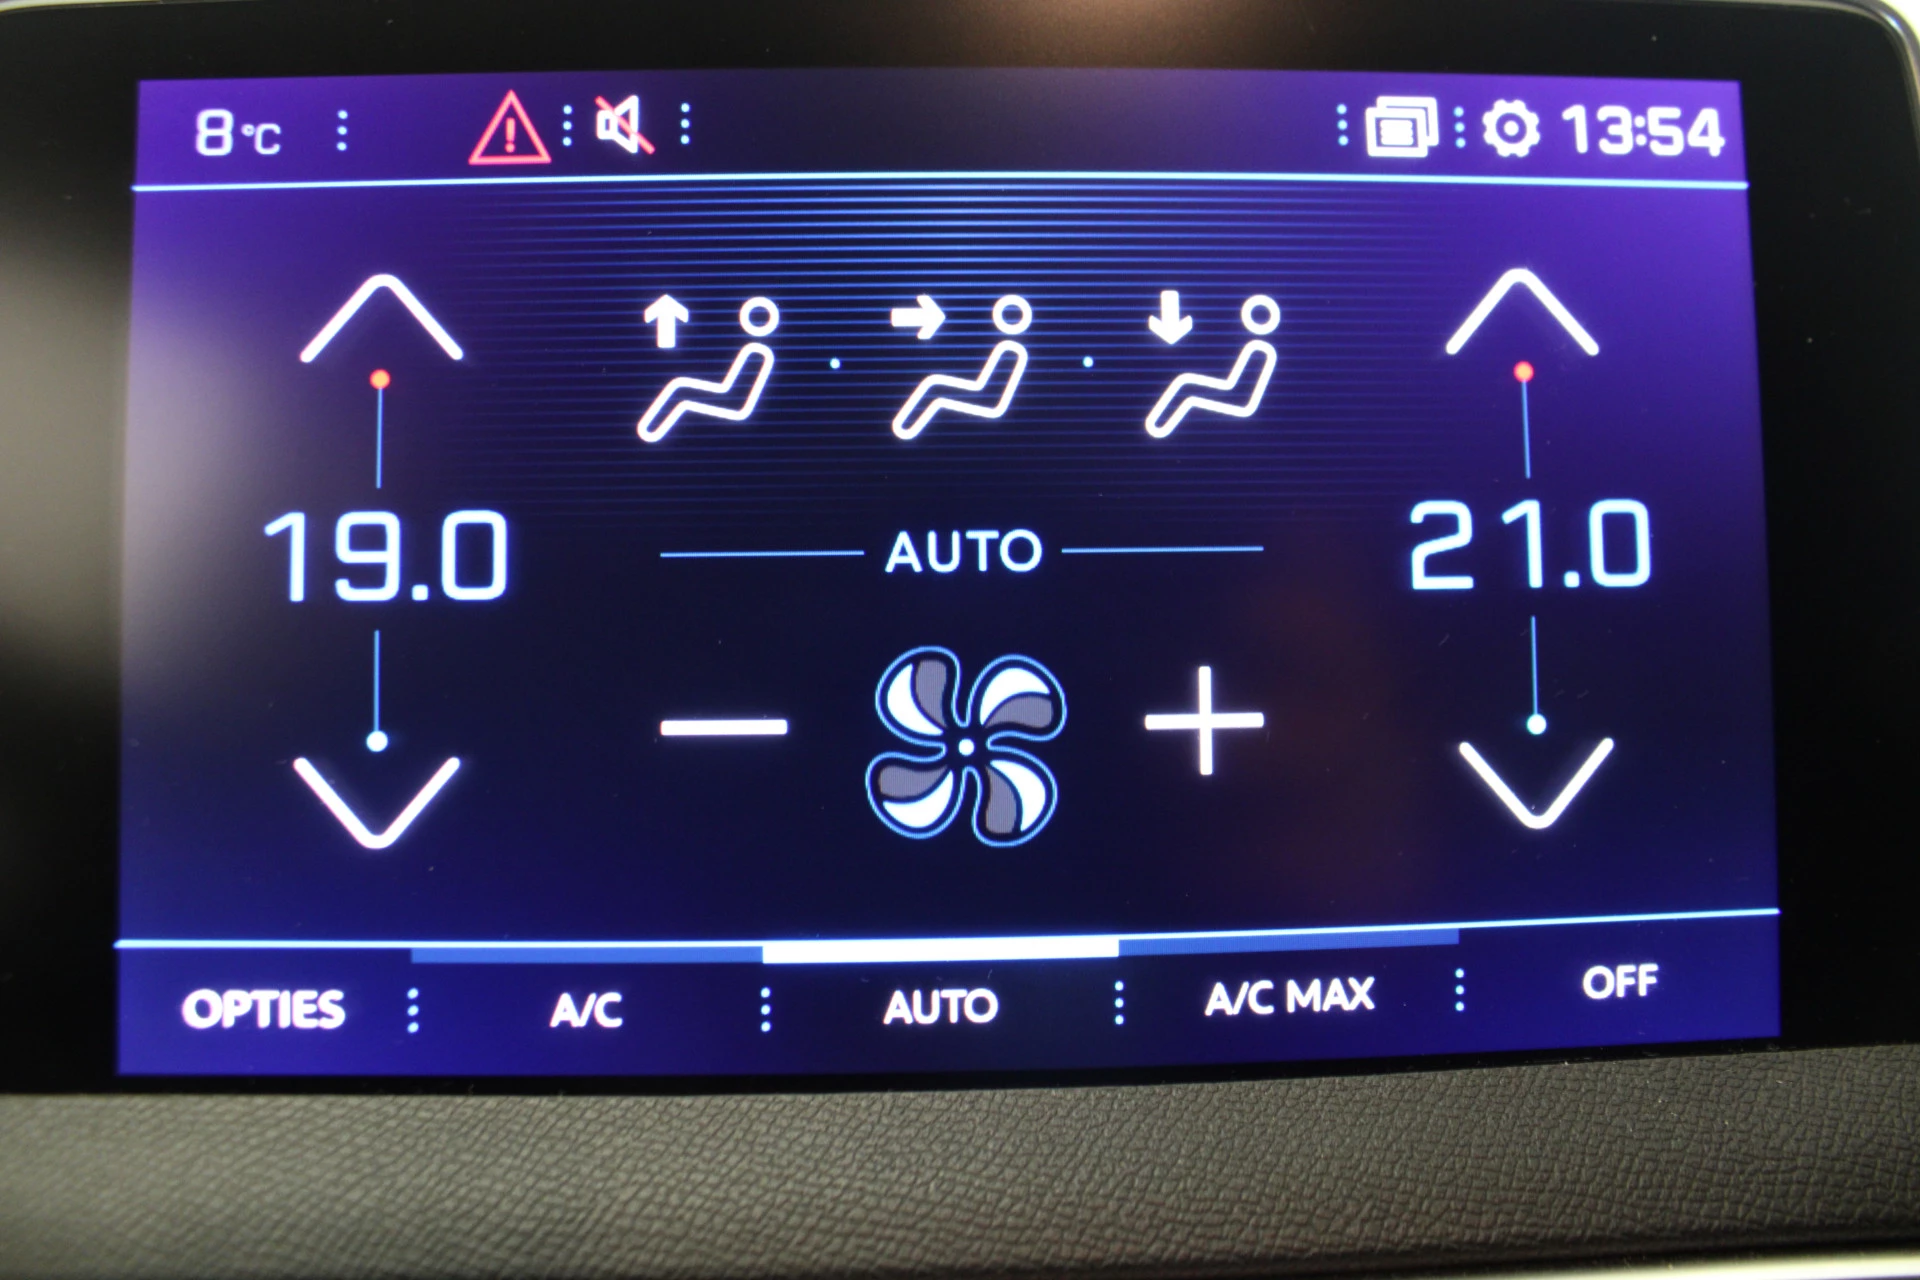 8°C 13:54
19.0 AUTO 21.0
OPTIES A/C AUTO A/C MAX OFF